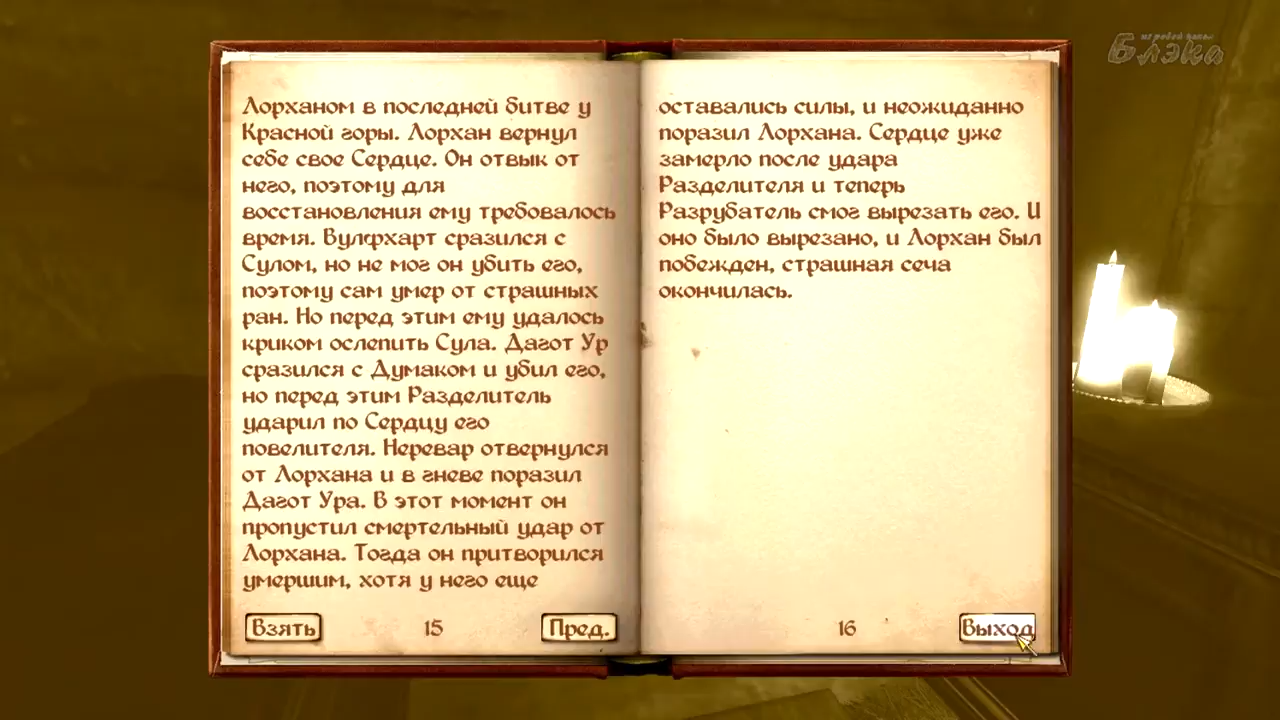 Лорханом в последней битве у
Красной горы. Лорхан вернул
себе свое Сердце. Он отвык от
него, поэтому для
восстановления ему требовалось
время. Вулфхарт сразился с
Сулом, но не мог он убить его,
поэтому сам умер от страшных
ран. Но перед этим ему удалось
криком ослепить Сула. Дагот Ур
сразился с Думаком и убил его,
но перед этим Разделитель
ударил по Сердцу его
повелителя. Неревар отвернулся
от Лорхана и в гневе поразил
Дагот Ура. В этот момент он
пропустил смертельный удар от
Лорхана. Тогда он притворился
умершим, хотя у него еще
Взять
15
Пред.
оставались силы, и неожиданно
поразил Лорхана. Сердце уже
замерло после удара
Разделителя и теперь
Разрубатель смог вырезать его. И
оно было вырезано, и Лорхан был
побежден, страшная сеча
окончилась.
16
Выход
игровой канал
Блэка